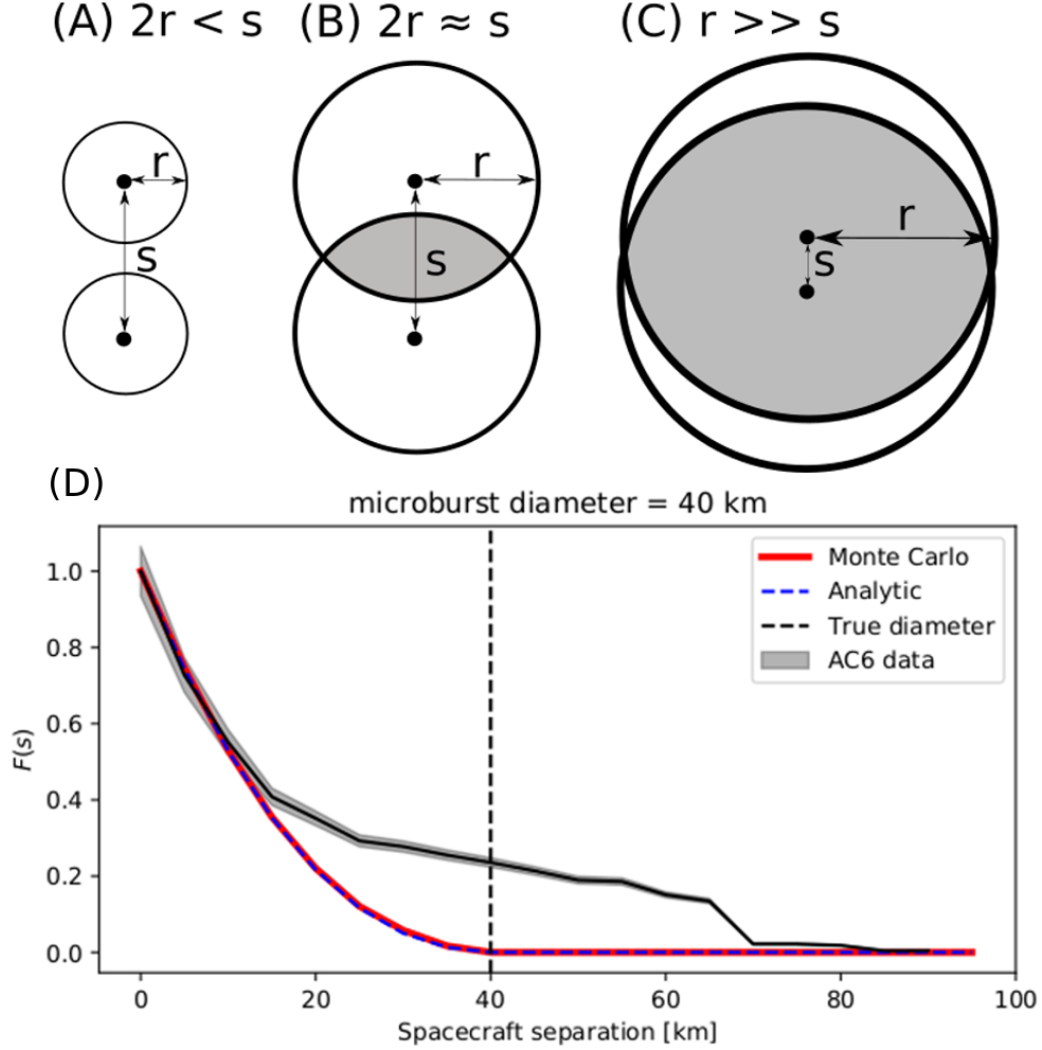 (A) 2r < s (B) 2r ≈ s (C) r >> s
r r r
s s s
(D)
microburst diameter = 40 km
Monte Carlo
Analytic
True diameter
AC6 data
1.0
0.8
0.6
0.4
0.2
0.0
F(s)
0 20 40 60 80 100
Spacecraft separation [km]